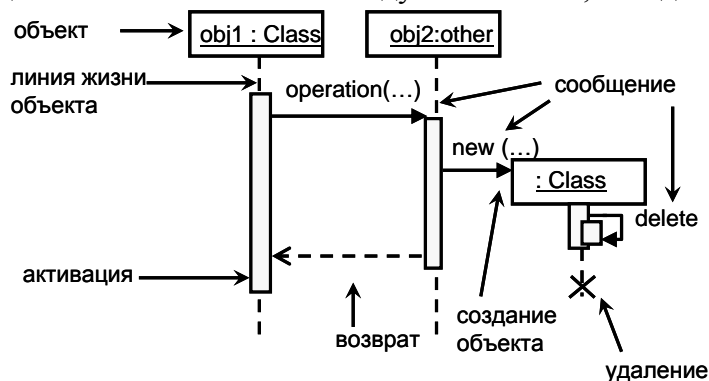 объект
obj1 : Class
obj2:other
линия жизни
объекта
operation(…)
сообщение
new (…)
: Class
delete
активация
возврат
создание
объекта
удаление